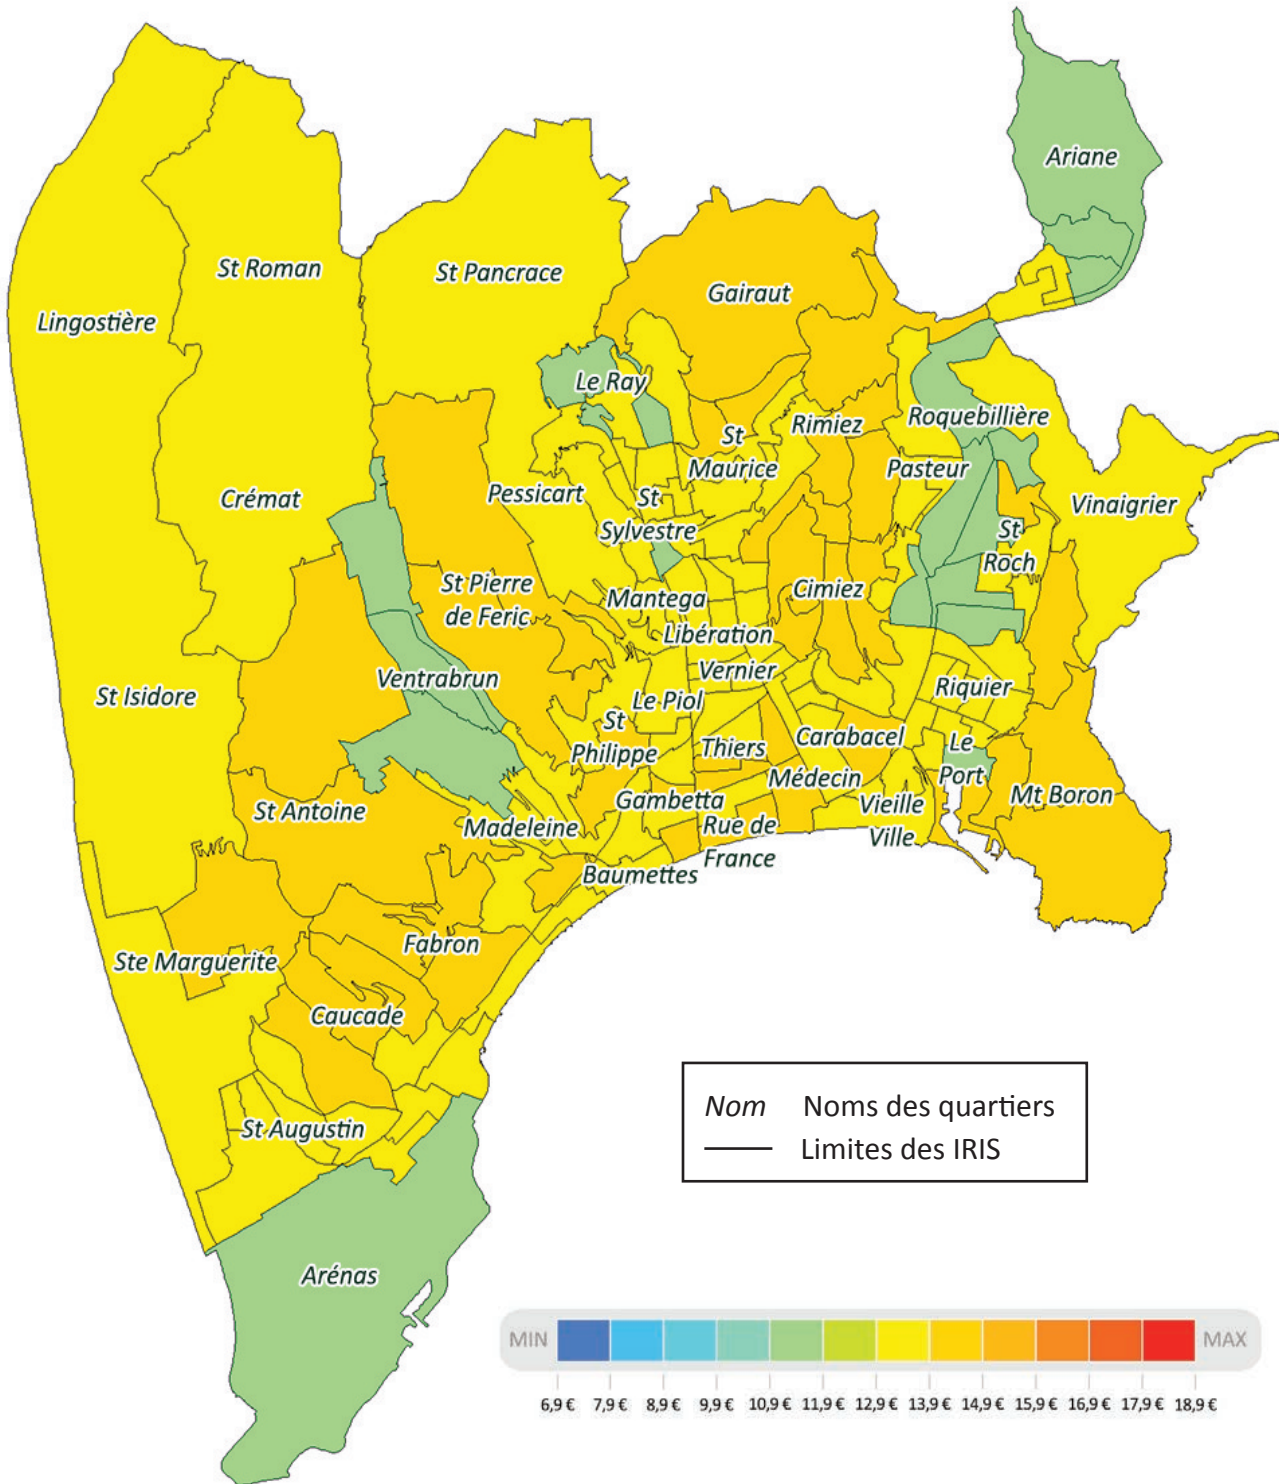 Ariane
St Roman
St Pancrace
Gairaut
Lingostière
Le Ray
Roquebillière
Rimiez
St
Maurice
Pasteur
Pessicart
Crémat
St
Sylvestre
Vinaigrier
St
Roch
St Pierre
de Feric
Mantega
Cimiez
Libération
Vernier
Ventrabrun
St Isidore
Le Piol
Riquier
St
Philippe
Thiers
Carabacel
Le
Port
Médecin
Gambetta
Mt Boron
St Antoine
Madeleine
Rue de
France
Vieille
Ville
Baumettes
Fabron
Ste Marguerite
Caucade
St Augustin
Arénas
Nom Noms des quartiers
Limites des IRIS
MIN MAX
6,9 € 7,9 € 8,9 € 9,9 € 10,9 € 11,9 € 12,9 € 13,9 € 14,9 € 15,9 € 16,9 € 17,9 € 18,9 €